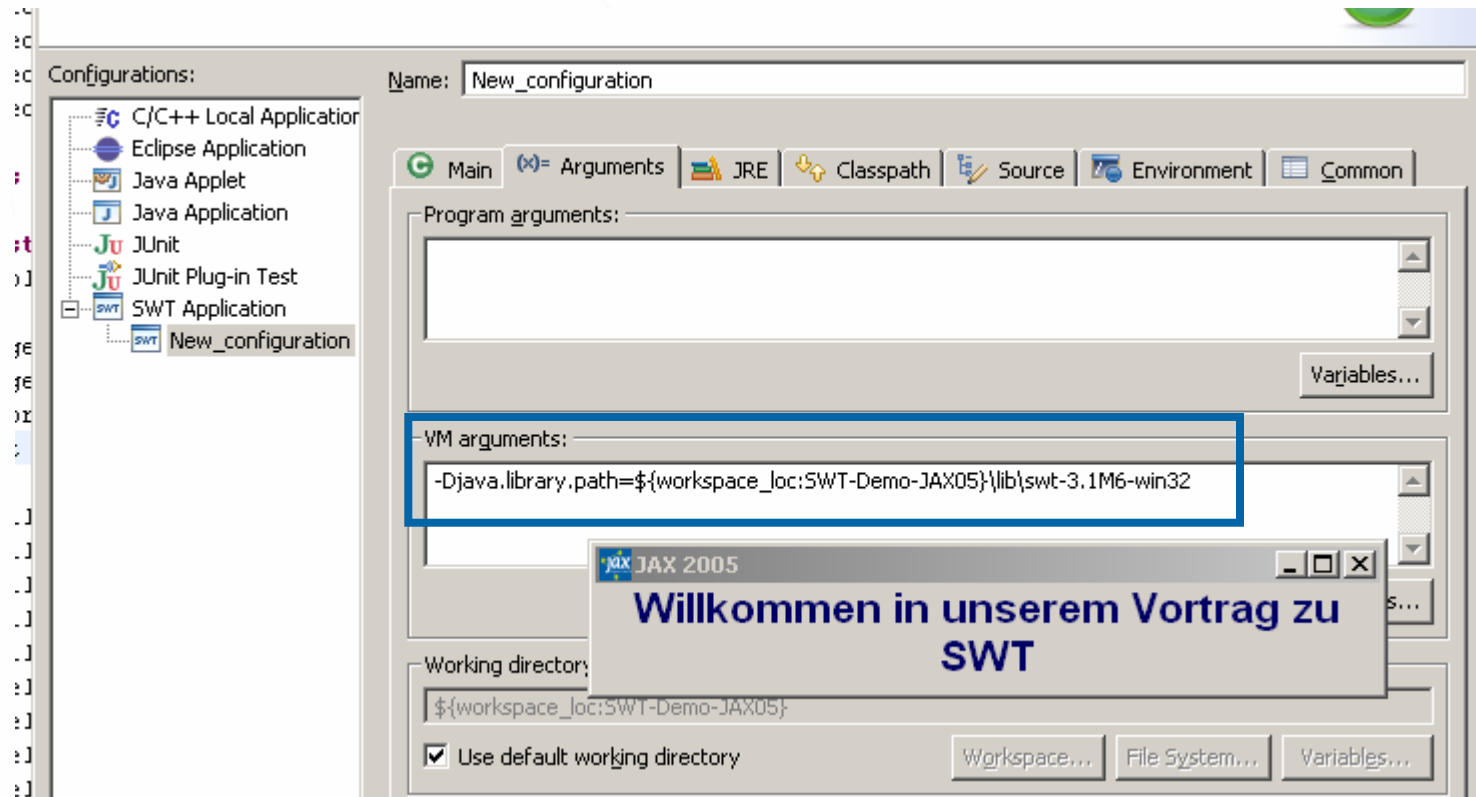 Configurations:
Name: New_configuration
C/C++ Local Application
Eclipse Application
Java Applet
Java Application
JUnit
JUnit Plug-in Test
SWT Application
New_configuration
Main (x)= Arguments JRE Classpath Source Environment Common
Program arguments:
Variables...
VM arguments:
-Djava.library.path=${workspace_loc:SWT-Demo-JAX05}\lib\swt-3.1M6-win32
jax JAX 2005
Willkommen in unserem Vortrag zu
SWT
Working directory
${workspace_loc:SWT-Demo-JAX05}
Use default working directory
Workspace... File System... Variables...